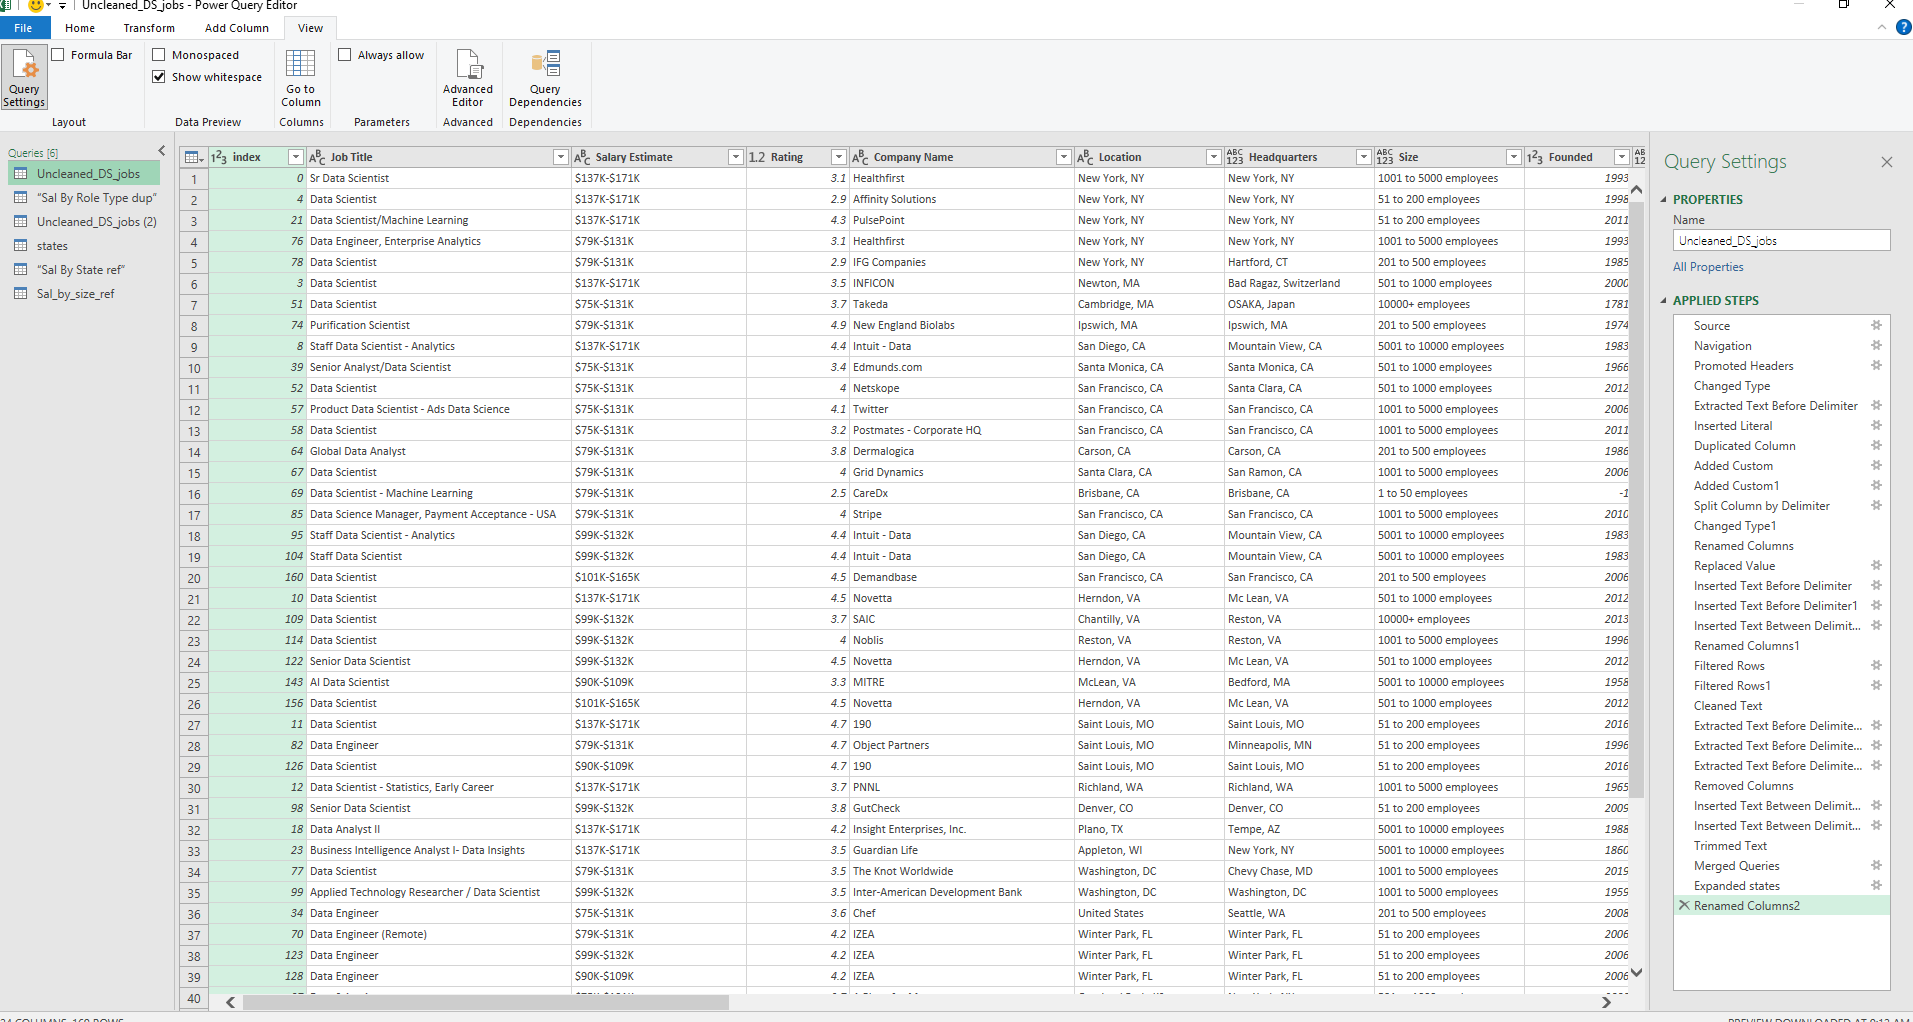 Uncleaned_DS_jobs - Power Query Editor
File Home Transform Add Column View
Query Settings
Formula Bar
Layout
Monospaced
Show whitespace
Data Preview
Go to Column
Columns
Always allow
Parameters
Advanced Editor
Advanced
Query Dependencies
Dependencies
Queries [6]
Uncleaned_DS_jobs
"Sal By Role Type dup"
Uncleaned_DS_jobs (2)
states
"Sal By State ref"
Sal_by_size_ref
1²3 index ABC Job Title ABC Salary Estimate 1.2 Rating ABC Company Name ABC Location ABC 123 Headquarters ABC 123 Size 1²3 Founded ABC 123
1 0 Sr Data Scientist $137K-$171K 3.1 Healthfirst New York, NY New York, NY 1001 to 5000 employees 1993
2 4 Data Scientist $137K-$171K 2.9 Affinity Solutions New York, NY New York, NY 51 to 200 employees 1998
3 21 Data Scientist/Machine Learning $137K-$171K 4.3 PulsePoint New York, NY New York, NY 51 to 200 employees 2011
4 76 Data Engineer, Enterprise Analytics $79K-$131K 3.1 Healthfirst New York, NY New York, NY 1001 to 5000 employees 1993
5 78 Data Scientist $79K-$131K 2.9 IFG Companies New York, NY Hartford, CT 201 to 500 employees 1985
6 3 Data Scientist $137K-$171K 3.5 INFICON Newton, MA Bad Ragaz, Switzerland 501 to 1000 employees 2000
7 51 Data Scientist $75K-$131K 3.7 Takeda Cambridge, MA OSAKA, Japan 10000+ employees 1781
8 74 Purification Scientist $79K-$131K 4.9 New England Biolabs Ipswich, MA Ipswich, MA 201 to 500 employees 1974
9 8 Staff Data Scientist - Analytics $137K-$171K 4.4 Intuit - Data San Diego, CA Mountain View, CA 5001 to 10000 employees 1983
10 39 Senior Analyst/Data Scientist $75K-$131K 3.4 Edmunds.com Santa Monica, CA Santa Monica, CA 501 to 1000 employees 1966
11 52 Data Scientist $75K-$131K 4 Netskope San Francisco, CA Santa Clara, CA 501 to 1000 employees 2012
12 57 Product Data Scientist - Ads Data Science $75K-$131K 4.1 Twitter San Francisco, CA San Francisco, CA 1001 to 5000 employees 2006
13 58 Data Scientist $75K-$131K 3.2 Postmates - Corporate HQ San Francisco, CA San Francisco, CA 1001 to 5000 employees 2011
14 64 Global Data Analyst $79K-$131K 3.8 Dermalogica Carson, CA Carson, CA 201 to 500 employees 1986
15 67 Data Scientist $79K-$131K 4 Grid Dynamics Santa Clara, CA San Ramon, CA 1001 to 5000 employees 2006
16 69 Data Scientist - Machine Learning $79K-$131K 2.5 CareDx Brisbane, CA Brisbane, CA 1 to 50 employees -1
17 85 Data Science Manager, Payment Acceptance - USA $79K-$131K 4 Stripe San Francisco, CA San Francisco, CA 1001 to 5000 employees 2010
18 95 Staff Data Scientist - Analytics $99K-$132K 4.4 Intuit - Data San Diego, CA Mountain View, CA 5001 to 10000 employees 1983
19 104 Staff Data Scientist $99K-$132K 4.4 Intuit - Data San Diego, CA Mountain View, CA 5001 to 10000 employees 1983
20 160 Data Scientist $101K-$165K 4.5 Demandbase San Francisco, CA San Francisco, CA 201 to 500 employees 2006
21 10 Data Scientist $137K-$171K 4.5 Novetta Herndon, VA Mc Lean, VA 501 to 1000 employees 2012
22 109 Data Scientist $99K-$132K 3.7 SAIC Chantilly, VA Reston, VA 10000+ employees 2013
23 114 Data Scientist $99K-$132K 4 Noblis Reston, VA Reston, VA 1001 to 5000 employees 1996
24 122 Senior Data Scientist $99K-$132K 4.5 Novetta Herndon, VA Mc Lean, VA 501 to 1000 employees 2012
25 143 AI Data Scientist $90K-$109K 3.3 MITRE McLean, VA Bedford, MA 5001 to 10000 employees 1958
26 156 Data Scientist $101K-$165K 4.5 Novetta Herndon, VA Mc Lean, VA 501 to 1000 employees 2012
27 11 Data Scientist $137K-$171K 4.7 190 Saint Louis, MO Saint Louis, MO 51 to 200 employees 2016
28 82 Data Engineer $79K-$131K 4.7 Object Partners Saint Louis, MO Minneapolis, MN 51 to 200 employees 1996
29 126 Data Scientist $90K-$109K 4.7 190 Saint Louis, MO Saint Louis, MO 51 to 200 employees 2016
30 12 Data Scientist - Statistics, Early Career $137K-$171K 3.7 PNNL Richland, WA Richland, WA 1001 to 5000 employees 1965
31 98 Senior Data Scientist $99K-$132K 3.8 GutCheck Denver, CO Denver, CO 51 to 200 employees 2009
32 18 Data Analyst II $137K-$171K 4.2 Insight Enterprises, Inc. Plano, TX Tempe, AZ 5001 to 10000 employees 1988
33 23 Business Intelligence Analyst I- Data Insights $137K-$171K 3.5 Guardian Life Appleton, WI New York, NY 5001 to 10000 employees 1860
34 77 Data Scientist $79K-$131K 3.5 The Knot Worldwide Washington, DC Chevy Chase, MD 1001 to 5000 employees 2019
35 99 Applied Technology Researcher / Data Scientist $99K-$132K 3.5 Inter-American Development Bank Washington, DC Washington, DC 1001 to 5000 employees 1959
36 34 Data Engineer $75K-$131K 3.6 Chef United States Seattle, WA 201 to 500 employees 2008
37 70 Data Engineer (Remote) $79K-$131K 4.2 IZEA Winter Park, FL Winter Park, FL 51 to 200 employees 2006
38 123 Data Engineer $99K-$132K 4.2 IZEA Winter Park, FL Winter Park, FL 51 to 200 employees 2006
39 128 Data Engineer $90K-$109K 4.2 IZEA Winter Park, FL Winter Park, FL 51 to 200 employees 2006
40
Query Settings
PROPERTIES
Name
Uncleaned_DS_jobs
All Properties
APPLIED STEPS
Source
Navigation
Promoted Headers
Changed Type
Extracted Text Before Delimiter
Inserted Literal
Duplicated Column
Added Custom
Added Custom1
Split Column by Delimiter
Changed Type1
Renamed Columns
Replaced Value
Inserted Text Before Delimiter
Inserted Text Before Delimiter1
Inserted Text Between Delimit...
Renamed Columns1
Filtered Rows
Filtered Rows1
Cleaned Text
Extracted Text Before Delimite...
Extracted Text Before Delimite...
Extracted Text Before Delimite...
Removed Columns
Inserted Text Between Delimit...
Inserted Text Between Delimit...
Trimmed Text
Merged Queries
Expanded states
Renamed Columns2